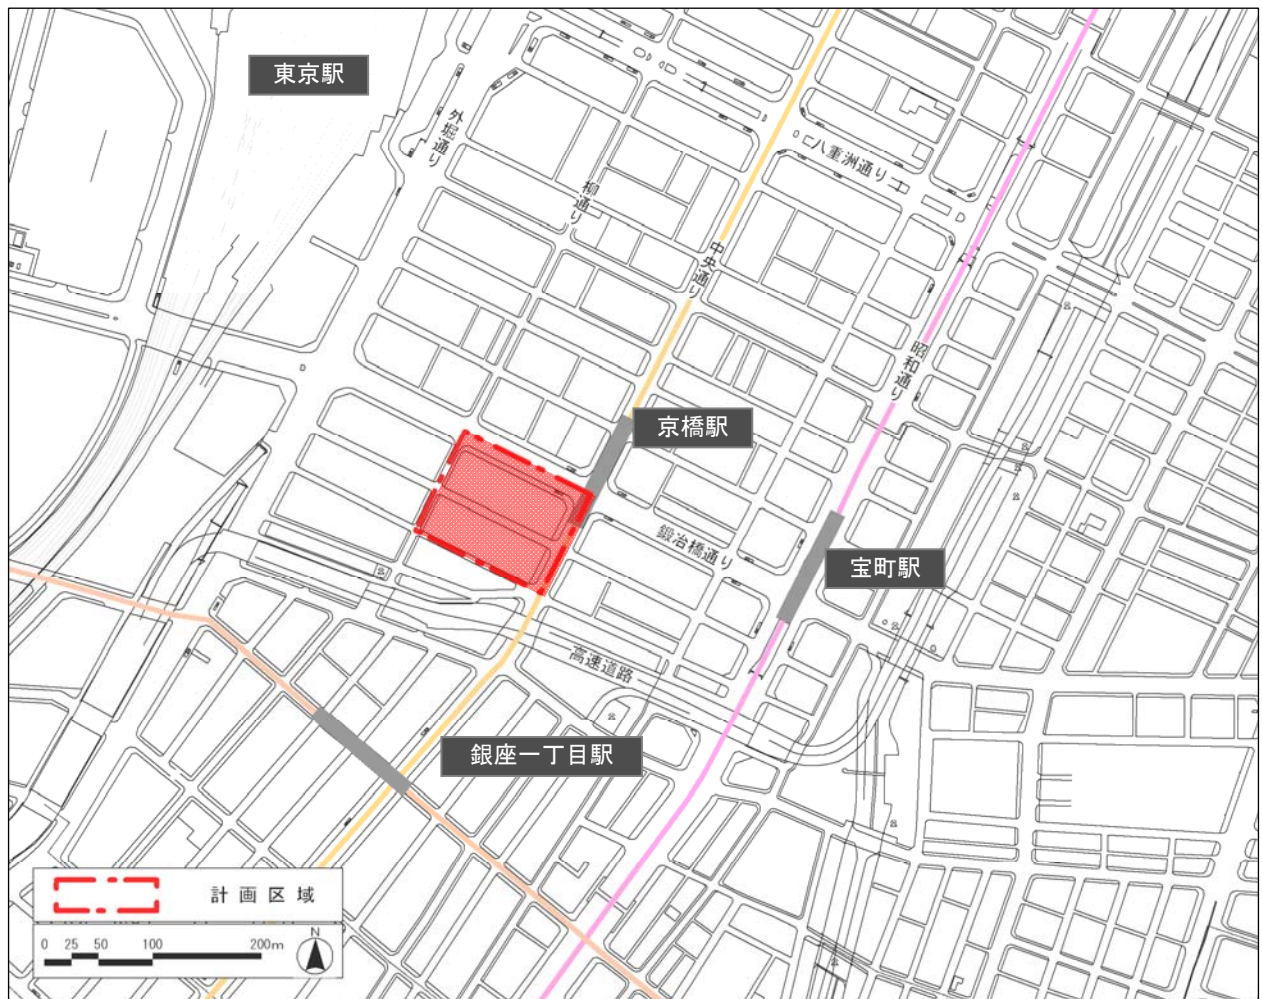 東京駅
外堀通り
八重洲通り
柳通り
中央通り
昭和通り
京橋駅
鍛冶橋通り
宝町駅
高速道路
銀座一丁目駅
計画区域
N
0 25 50 100 200m